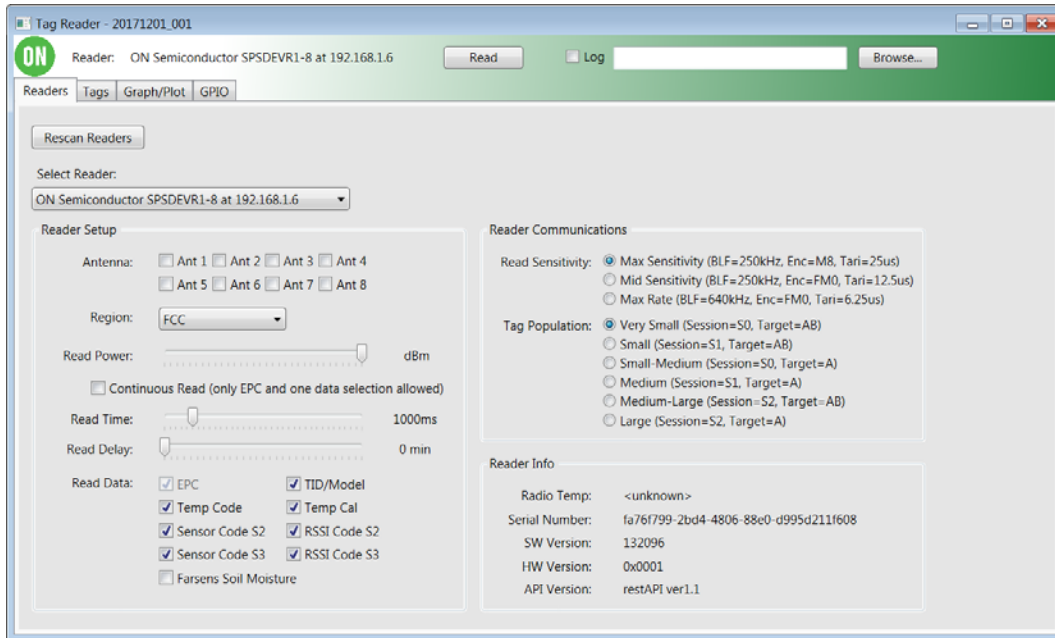 Tag Reader - 20171201_001
ON Reader: ON Semiconductor SPSDEVR1-8 at 192.168.1.6 Read Log Browse...
Readers Tags Graph/Plot GPIO
Rescan Readers
Select Reader:
ON Semiconductor SPSDEVR1-8 at 192.168.1.6
Reader Setup
Antenna: Ant 1 Ant 2 Ant 3 Ant 4
Ant 5 Ant 6 Ant 7 Ant 8
Region: FCC
Read Power: dBm
Continuous Read (only EPC and one data selection allowed)
Read Time: 1000ms
Read Delay: 0 min
Read Data: EPC TID/Model
Temp Code Temp Cal
Sensor Code S2 RSSI Code S2
Sensor Code S3 RSSI Code S3
Farsens Soil Moisture
Reader Communications
Read Sensitivity: Max Sensitivity (BLF=250kHz, Enc=M8, Tari=25us)
Mid Sensitivity (BLF=250kHz, Enc=FM0, Tari=12.5us)
Max Rate (BLF=640kHz, Enc=FM0, Tari=6.25us)
Tag Population: Very Small (Session=S0, Target=AB)
Small (Session=S1, Target=AB)
Small-Medium (Session=S0, Target=A)
Medium (Session=S1, Target=A)
Medium-Large (Session=S2, Target=AB)
Large (Session=S2, Target=A)
Reader Info
Radio Temp: <unknown>
Serial Number: fa76f799-2bd4-4806-88e0-d995d211f608
SW Version: 132096
HW Version: 0x0001
API Version: restAPI ver1.1